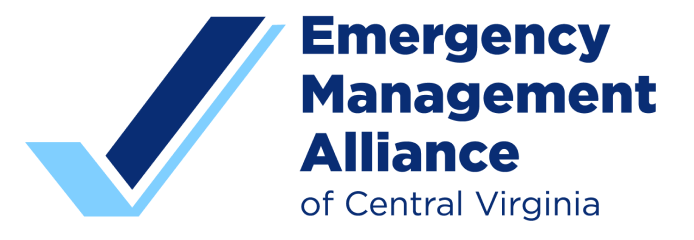 Emergency
Management
Alliance
of Central Virginia